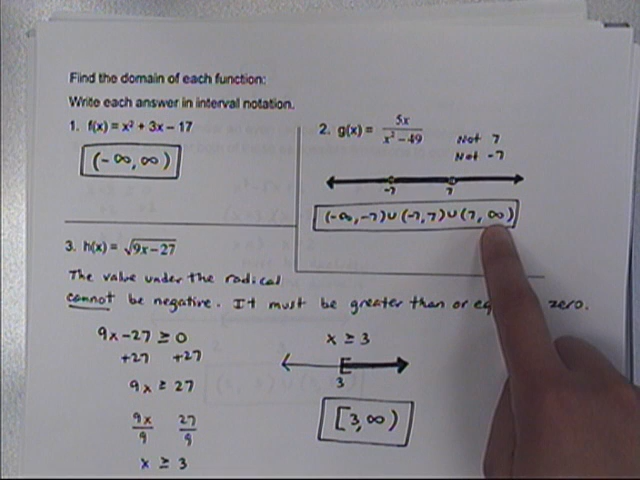 Find the domain of each function:
Write each answer in interval notation.
1. f(x) = x² + 3x – 17
(-∞, ∞)
2. g(x) = 5x / x² – 49
Not 7
Not -7
-7 7
(-∞, -7) ∪ (-7, 7) ∪ (7, ∞)
3. h(x) = √9x – 27
The value under the radical
cannot be negative. It must be greater than or zero.
9x - 27 ≥ 0
+27 +27
9x ≥ 27
9x/9 27/9
x ≥ 3
x ≥ 3
3
[3, ∞)